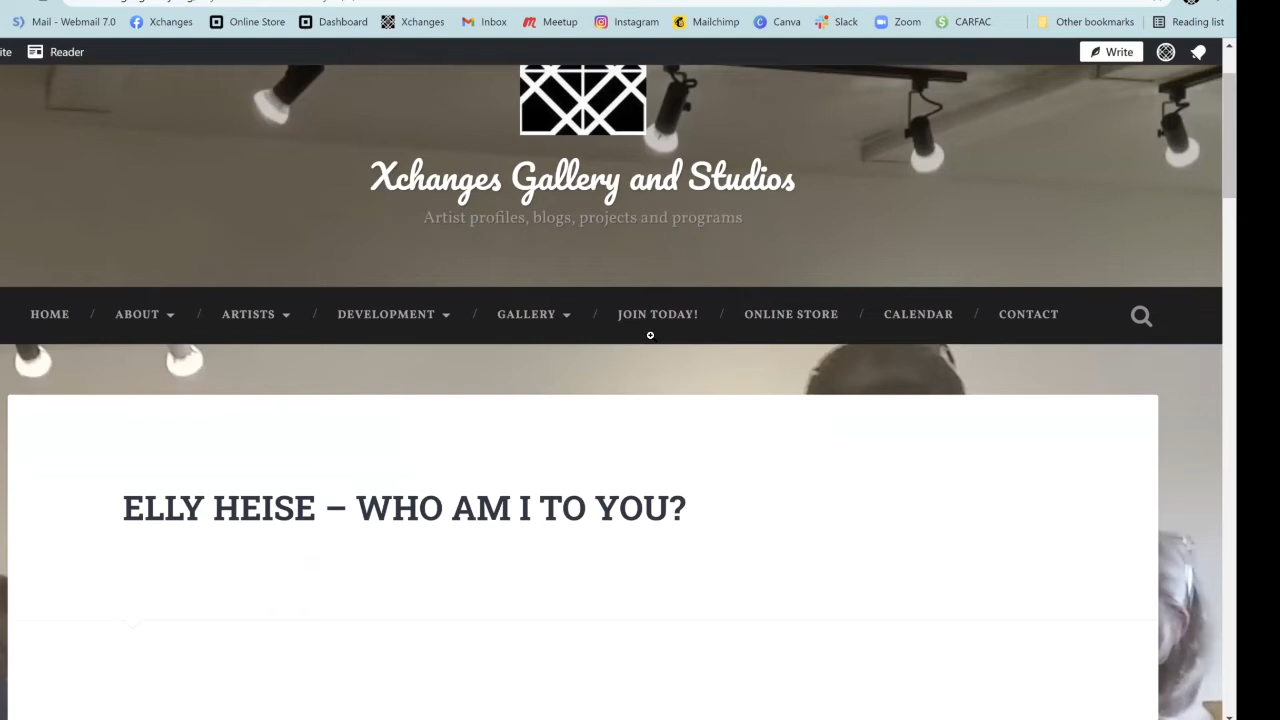 Mail - Webmail 7.0 Xchanges Online Store Dashboard Xchanges Inbox Meetup Instagram Mailchimp Canva Slack Zoom CARFAC Other bookmarks Reading list
ite Reader Write
Xchanges Gallery and Studios
Artist profiles, blogs, projects and programs
HOME / ABOUT / ARTISTS / DEVELOPMENT / GALLERY / JOIN TODAY! / ONLINE STORE / CALENDAR / CONTACT
ELLY HEISE – WHO AM I TO YOU?